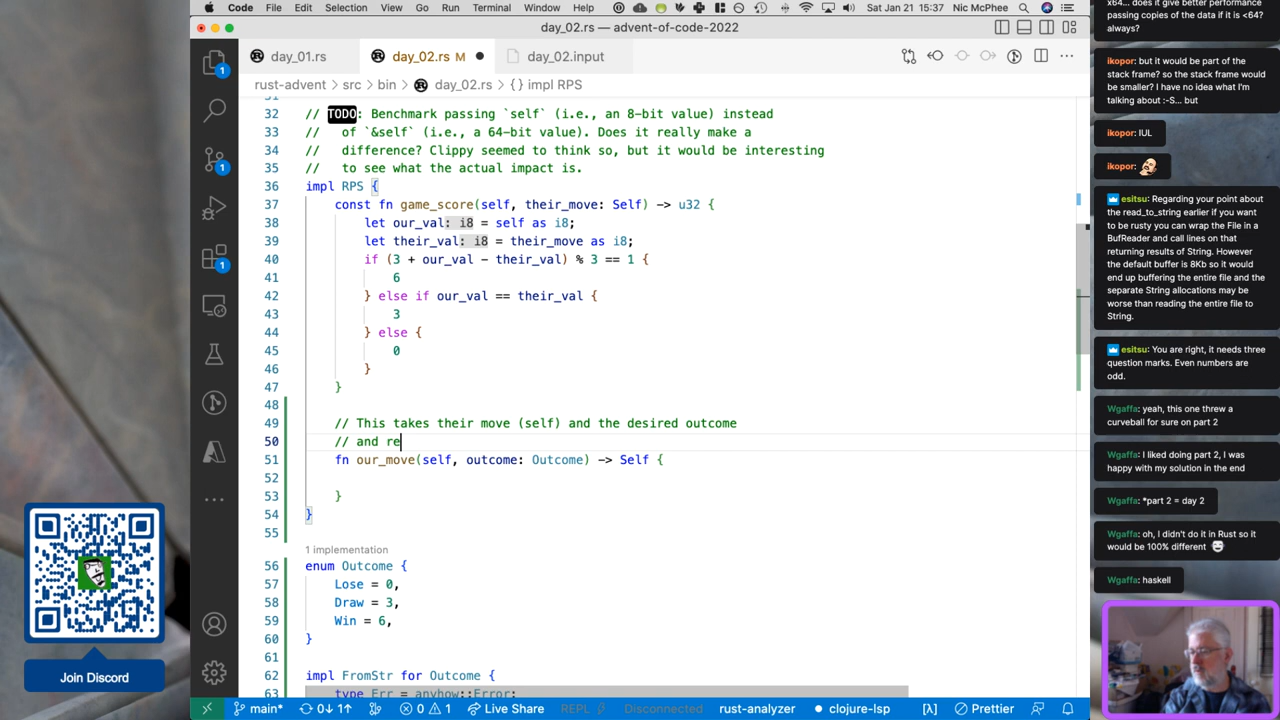 Code File Edit Selection View Go Run Terminal Window Help Sat Jan 21 15:37 Nic McPhee
day_02.rs — advent-of-code-2022
day_01.rs
day_02.rs M
day_02.input
rust-advent > src > bin > day_02.rs > {} impl RPS
31
32 // TODO: Benchmark passing `self` (i.e., an 8-bit value) instead
33 // of `&self` (i.e., a 64-bit value). Does it really make a
34 // difference? Clippy seemed to think so, but it would be interesting
35 // to see what the actual impact is.
36 impl RPS {
37 const fn game_score(self, their_move: Self) -> u32 {
38 let our_val: i8 = self as i8;
39 let their_val: i8 = their_move as i8;
40 if (3 + our_val - their_val) % 3 == 1 {
41 6
42 } else if our_val == their_val {
43 3
44 } else {
45 0
46 }
47 }
48
49 // This takes their move (self) and the desired outcome
50 // and re
51 fn our_move(self, outcome: Outcome) -> Self {
52
53 }
54 }
55
1 implementation
56 enum Outcome {
57 Lose = 0,
58 Draw = 3,
59 Win = 6,
60 }
61
62 impl FromStr for Outcome {
63 type Err = anyhow::Error;
1
1
1
Join Discord
main* 0↓ 1↑ 0 1 Live Share REPL Disconnected rust-analyzer clojure-lsp [λ] Prettier
x64... does it give better performance
passing copies of the data if it is <64?
always?
ikopor: but it would be part of the
stack frame? so the stack frame would
be smaller? I have no idea what I'm
talking about :-S... but
ikopor: IUL
ikopor:
esitsu: Regarding your point about
the read_to_string earlier if you want
to be rusty you can wrap the File in a
BufReader and call lines on that
returning results of String. However
the default buffer is 8Kb so it would
end up buffering the entire file and the
separate String allocations may be
worse than reading the entire file to
String.
esitsu: You are right, it needs three
question marks. Even numbers are
odd.
Wgaffa: yeah, this one threw a
curveball for sure on part 2
Wgaffa: I liked doing part 2, I was
happy with my solution in the end
Wgaffa: *part 2 = day 2
Wgaffa: oh, I didn't do it in Rust so it
would be 100% different
Wgaffa: haskell